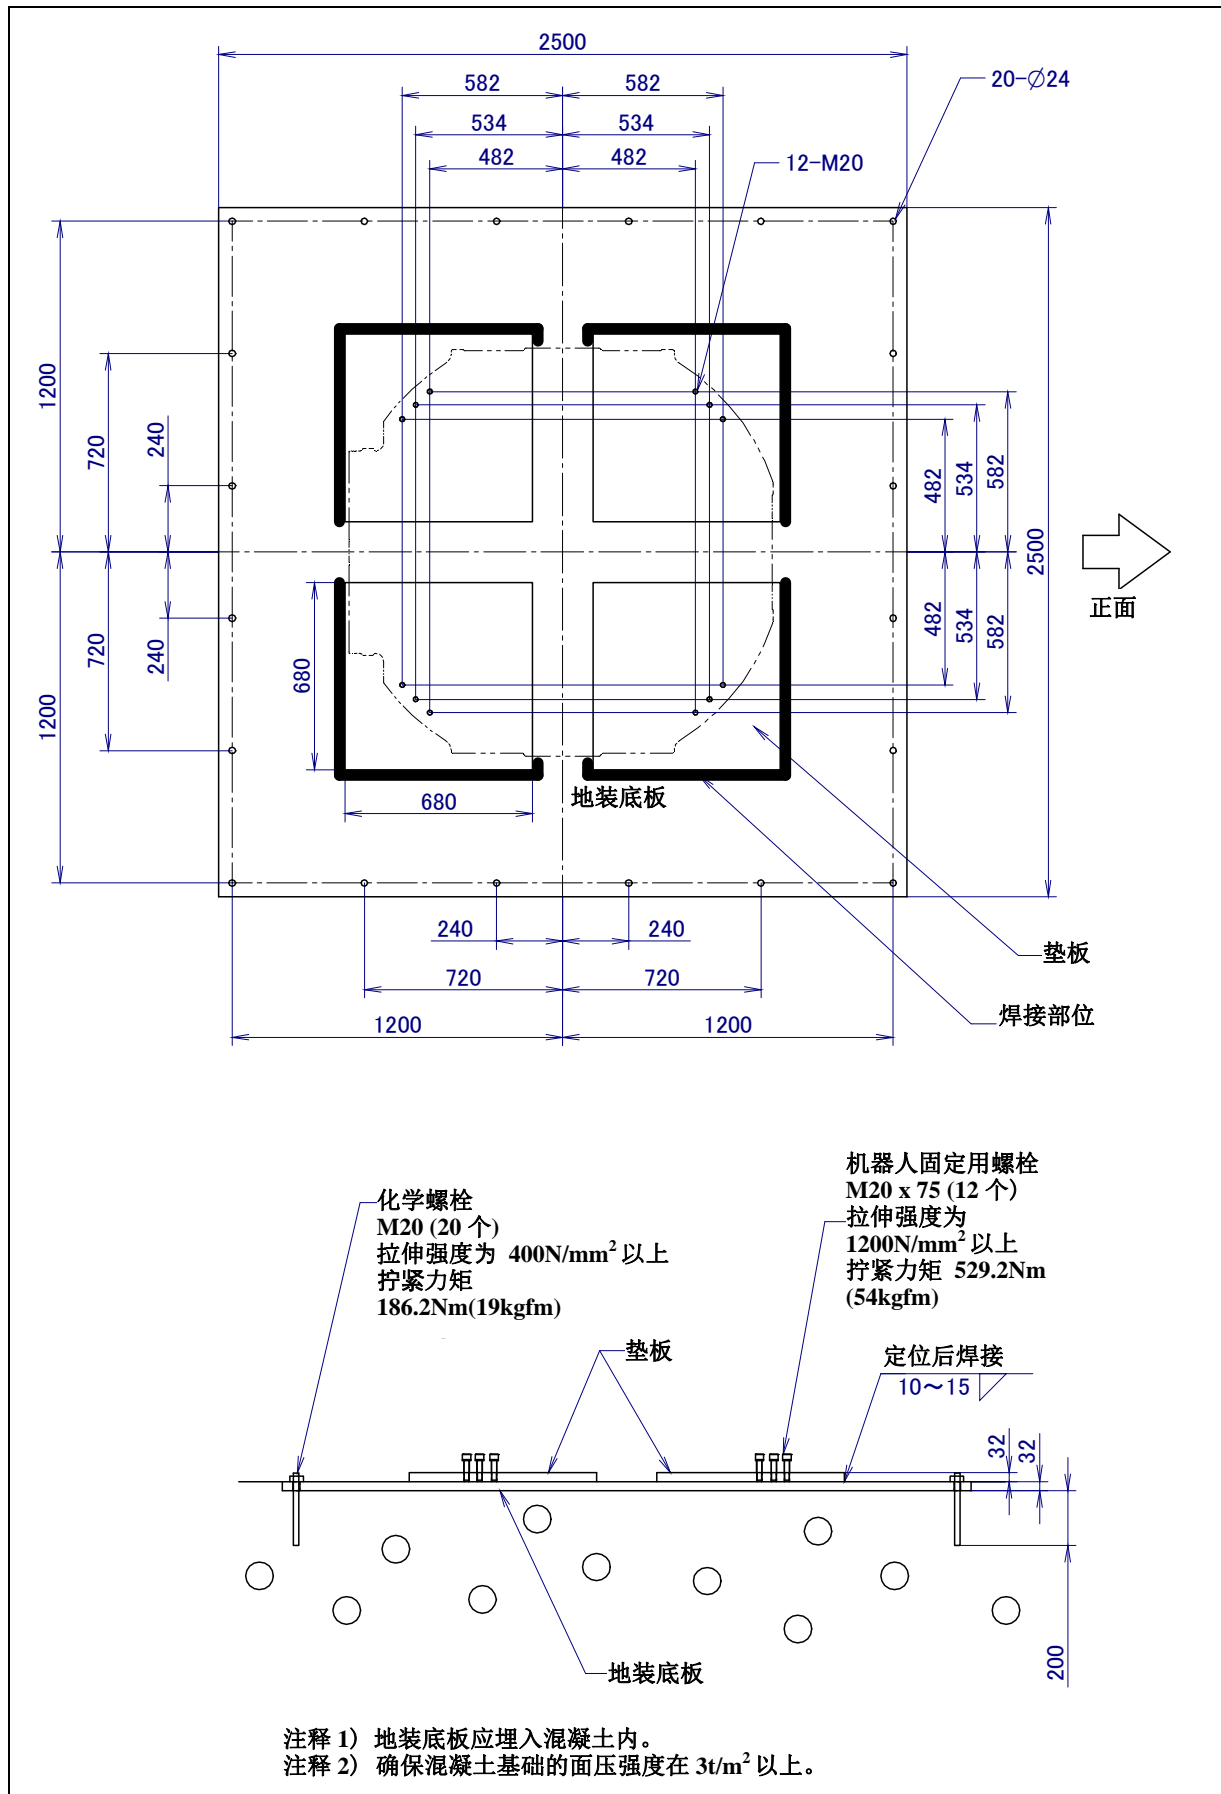 2500
20-∅24
582 582
534 534
482 482
12-M20
1200
720
240
482
534
582
2500
正面
240
720
1200
482
534
582
680
680
地装底板
240 240
720 720
1200 1200
垫板
焊接部位
化学螺栓
M20 (20 个)
拉伸强度为 400N/mm² 以上
拧紧力矩
186.2Nm(19kgfm)
机器人固定用螺栓
M20 x 75 (12 个)
拉伸强度为
1200N/mm² 以上
拧紧力矩 529.2Nm
(54kgfm)
垫板
定位后焊接
10～15
32
32
200
地装底板
注释 1） 地装底板应埋入混凝土内。
注释 2） 确保混凝土基础的面压强度在 3t/m² 以上。